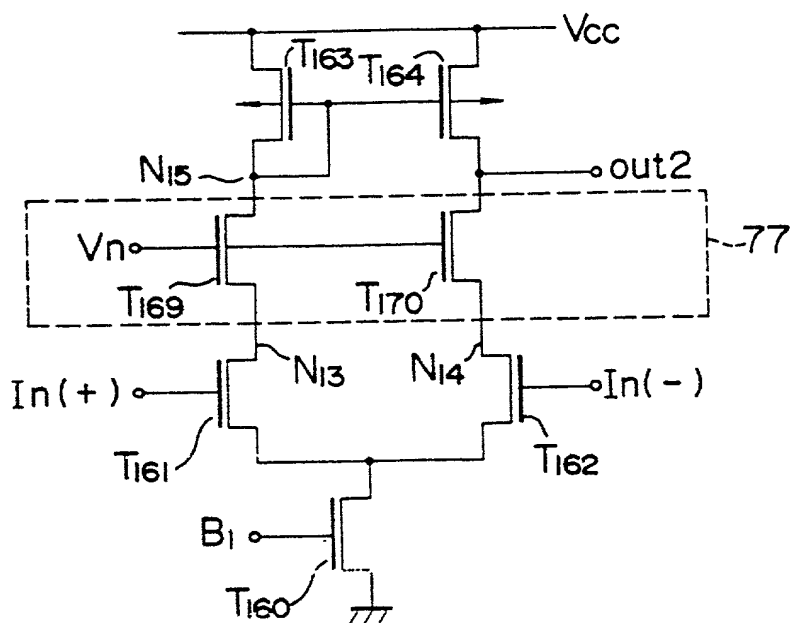 Vcc
T163
T164
N15
out2
Vn
77
T169
T170
N13
N14
In(+)
In(-)
T161
T162
B1
T160